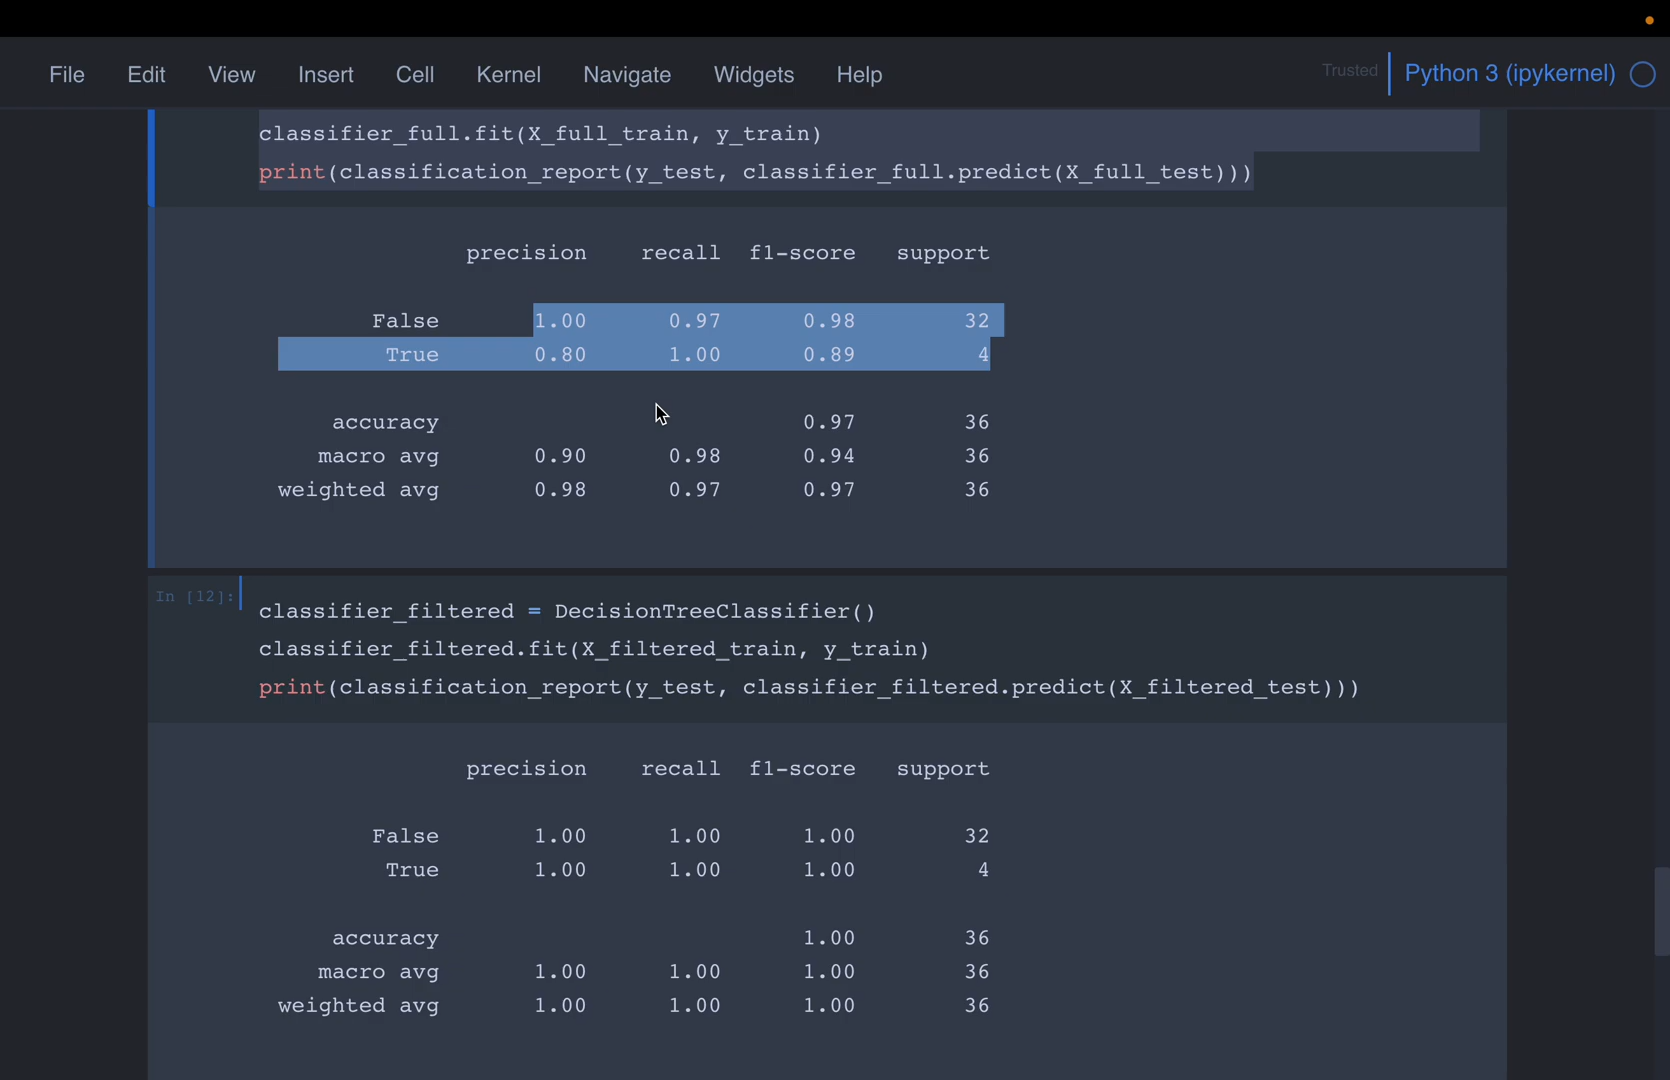 File Edit View Insert Cell Kernel Navigate Widgets Help Trusted Python 3 (ipykernel)
classifier_full.fit(X_full_train, y_train)
print(classification_report(y_test, classifier_full.predict(X_full_test)))
precision recall f1-score support
False 1.00 0.97 0.98 32
True 0.80 1.00 0.89 4
accuracy 0.97 36
macro avg 0.90 0.98 0.94 36
weighted avg 0.98 0.97 0.97 36
In [12]: classifier_filtered = DecisionTreeClassifier()
classifier_filtered.fit(X_filtered_train, y_train)
print(classification_report(y_test, classifier_filtered.predict(X_filtered_test)))
precision recall f1-score support
False 1.00 1.00 1.00 32
True 1.00 1.00 1.00 4
accuracy 1.00 36
macro avg 1.00 1.00 1.00 36
weighted avg 1.00 1.00 1.00 36